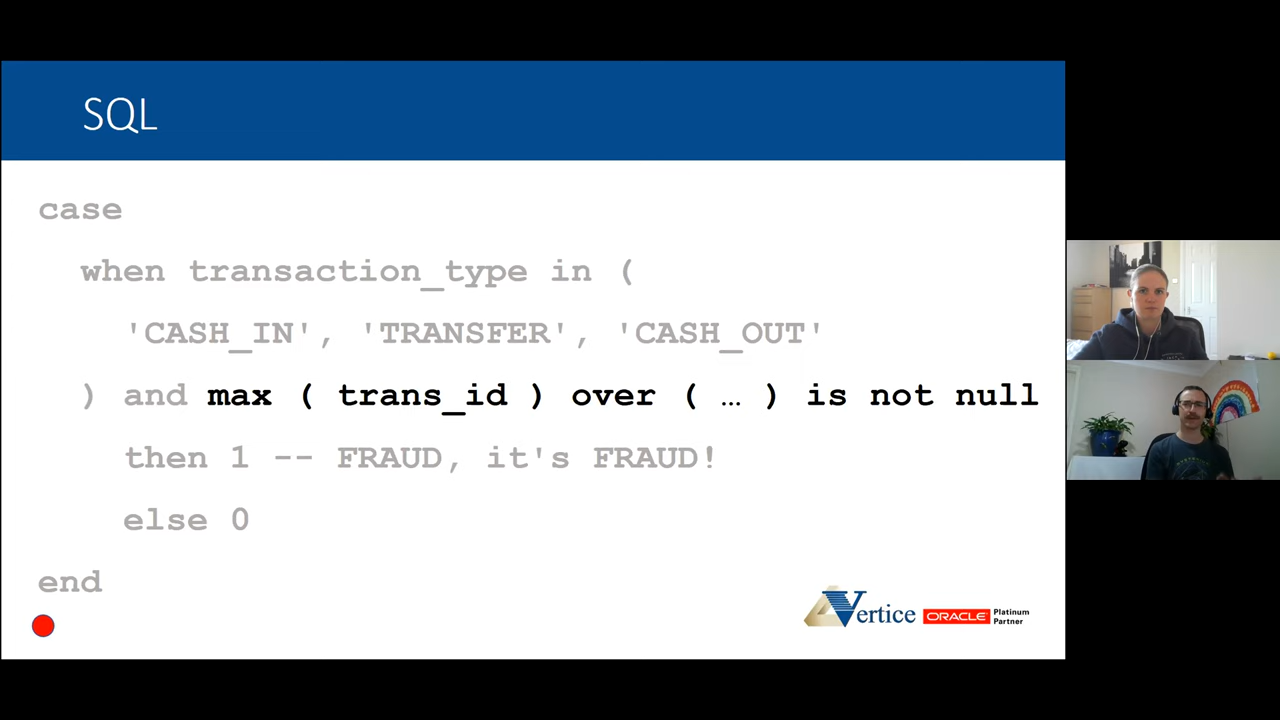 SQL
case
when transaction_type in (
'CASH_IN', 'TRANSFER', 'CASH_OUT'
) and max ( trans_id ) over ( … ) is not null
then 1 -- FRAUD, it's FRAUD!
else 0
end
Vertice ORACLE Platinum
Partner